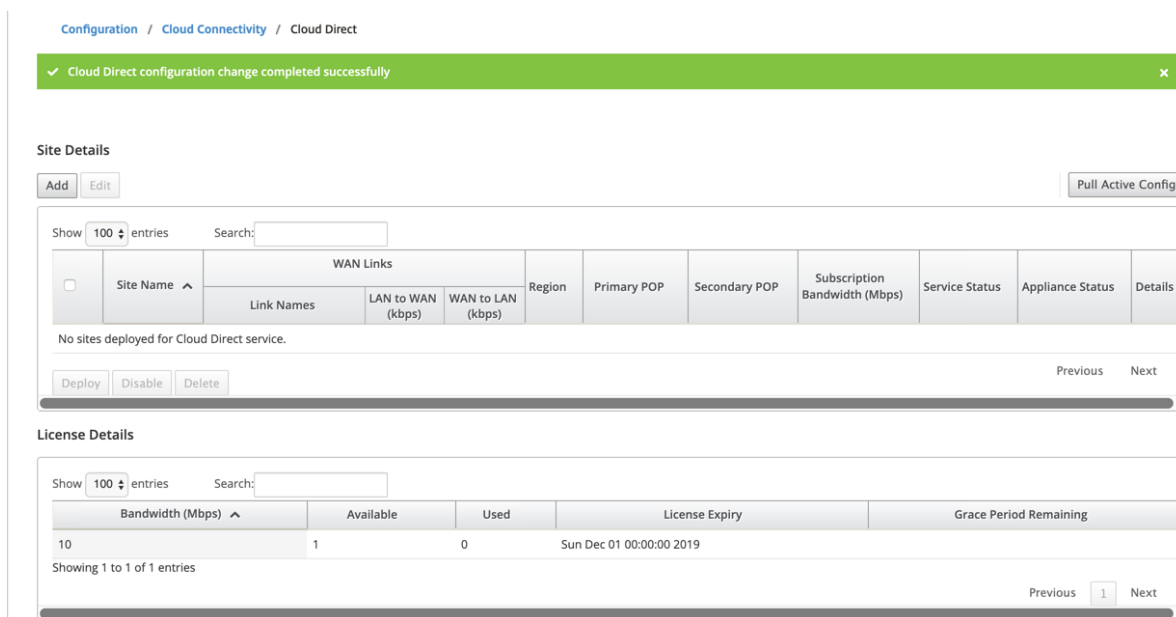 Configuration / Cloud Connectivity / Cloud Direct
Cloud Direct configuration change completed successfully ×
Site Details
Add Edit Pull Active Config
Show 100 entries Search:
Site Name WAN Links Region Primary POP Secondary POP Subscription Bandwidth (Mbps) Service Status Appliance Status Details
Link Names LAN to WAN (kbps) WAN to LAN (kbps)
No sites deployed for Cloud Direct service.
Previous Next
Deploy Disable Delete
License Details
Show 100 entries Search:
Bandwidth (Mbps) Available Used License Expiry Grace Period Remaining
10 1 0 Sun Dec 01 00:00:00 2019
Showing 1 to 1 of 1 entries
Previous 1 Next